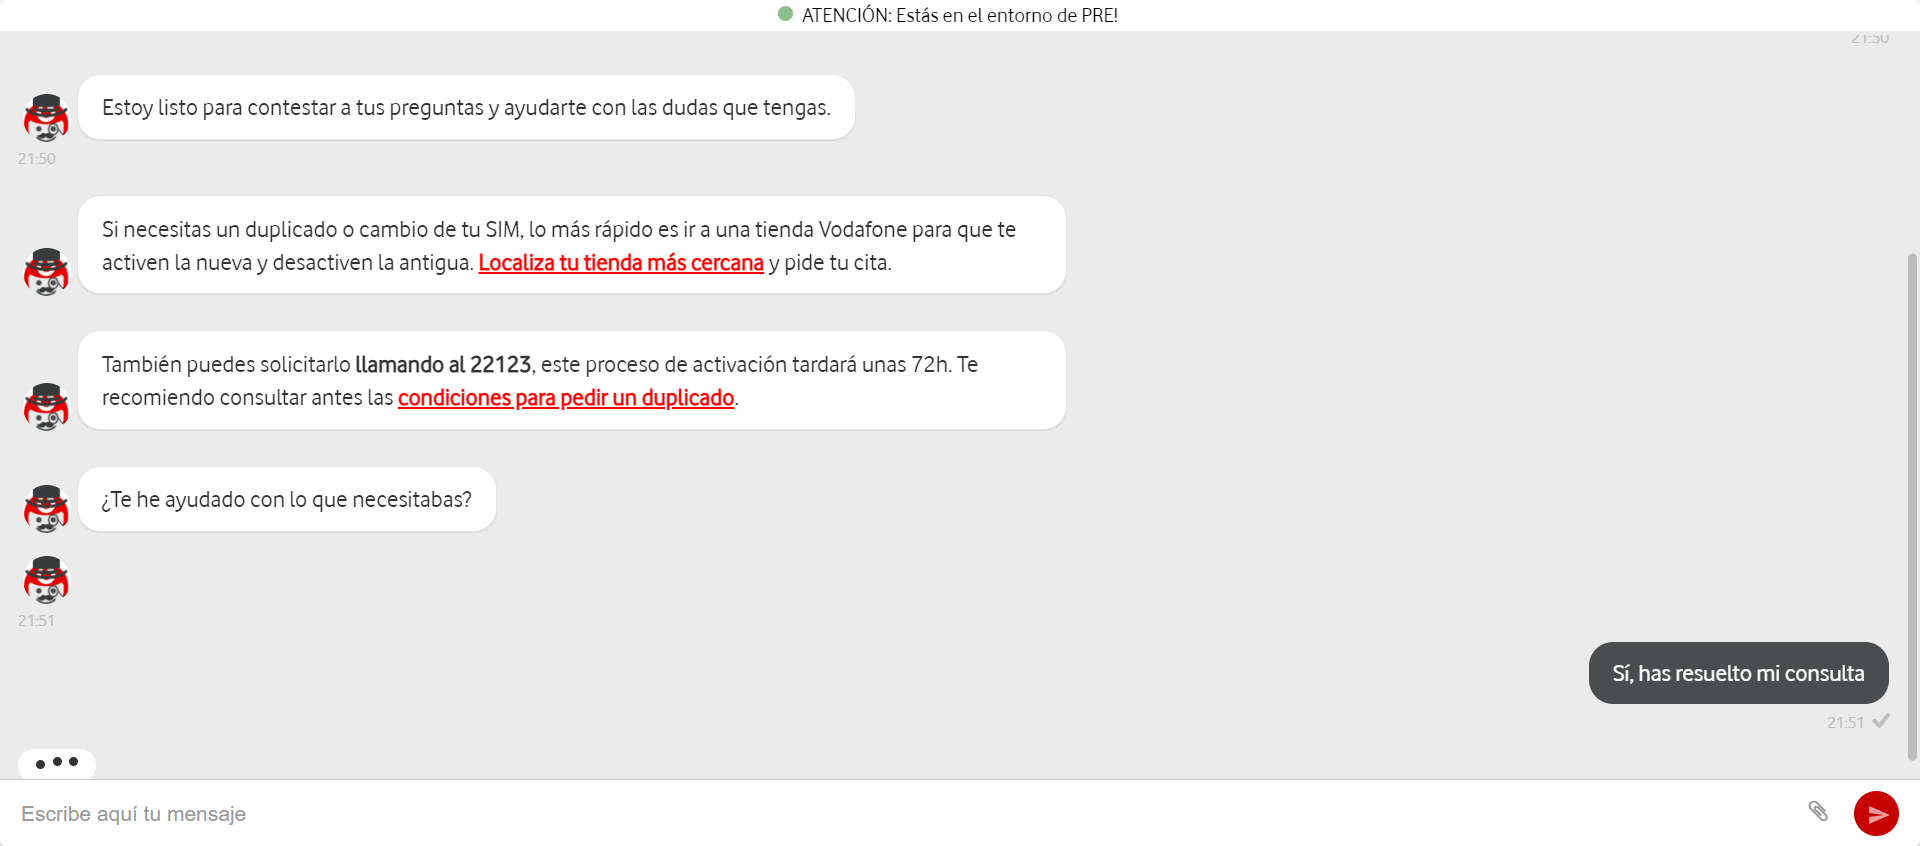 ATENCIÓN: Estás en el entorno de PRE!
21:50
Estoy listo para contestar a tus preguntas y ayudarte con las dudas que tengas.
21:50
Si necesitas un duplicado o cambio de tu SIM, lo más rápido es ir a una tienda Vodafone para que te
activen la nueva y desactiven la antigua. Localiza tu tienda más cercana y pide tu cita.
También puedes solicitarlo llamando al 22123, este proceso de activación tardará unas 72h. Te
recomiendo consultar antes las condiciones para pedir un duplicado.
¿Te he ayudado con lo que necesitabas?
21:51
Sí, has resuelto mi consulta
21:51
Escribe aquí tu mensaje